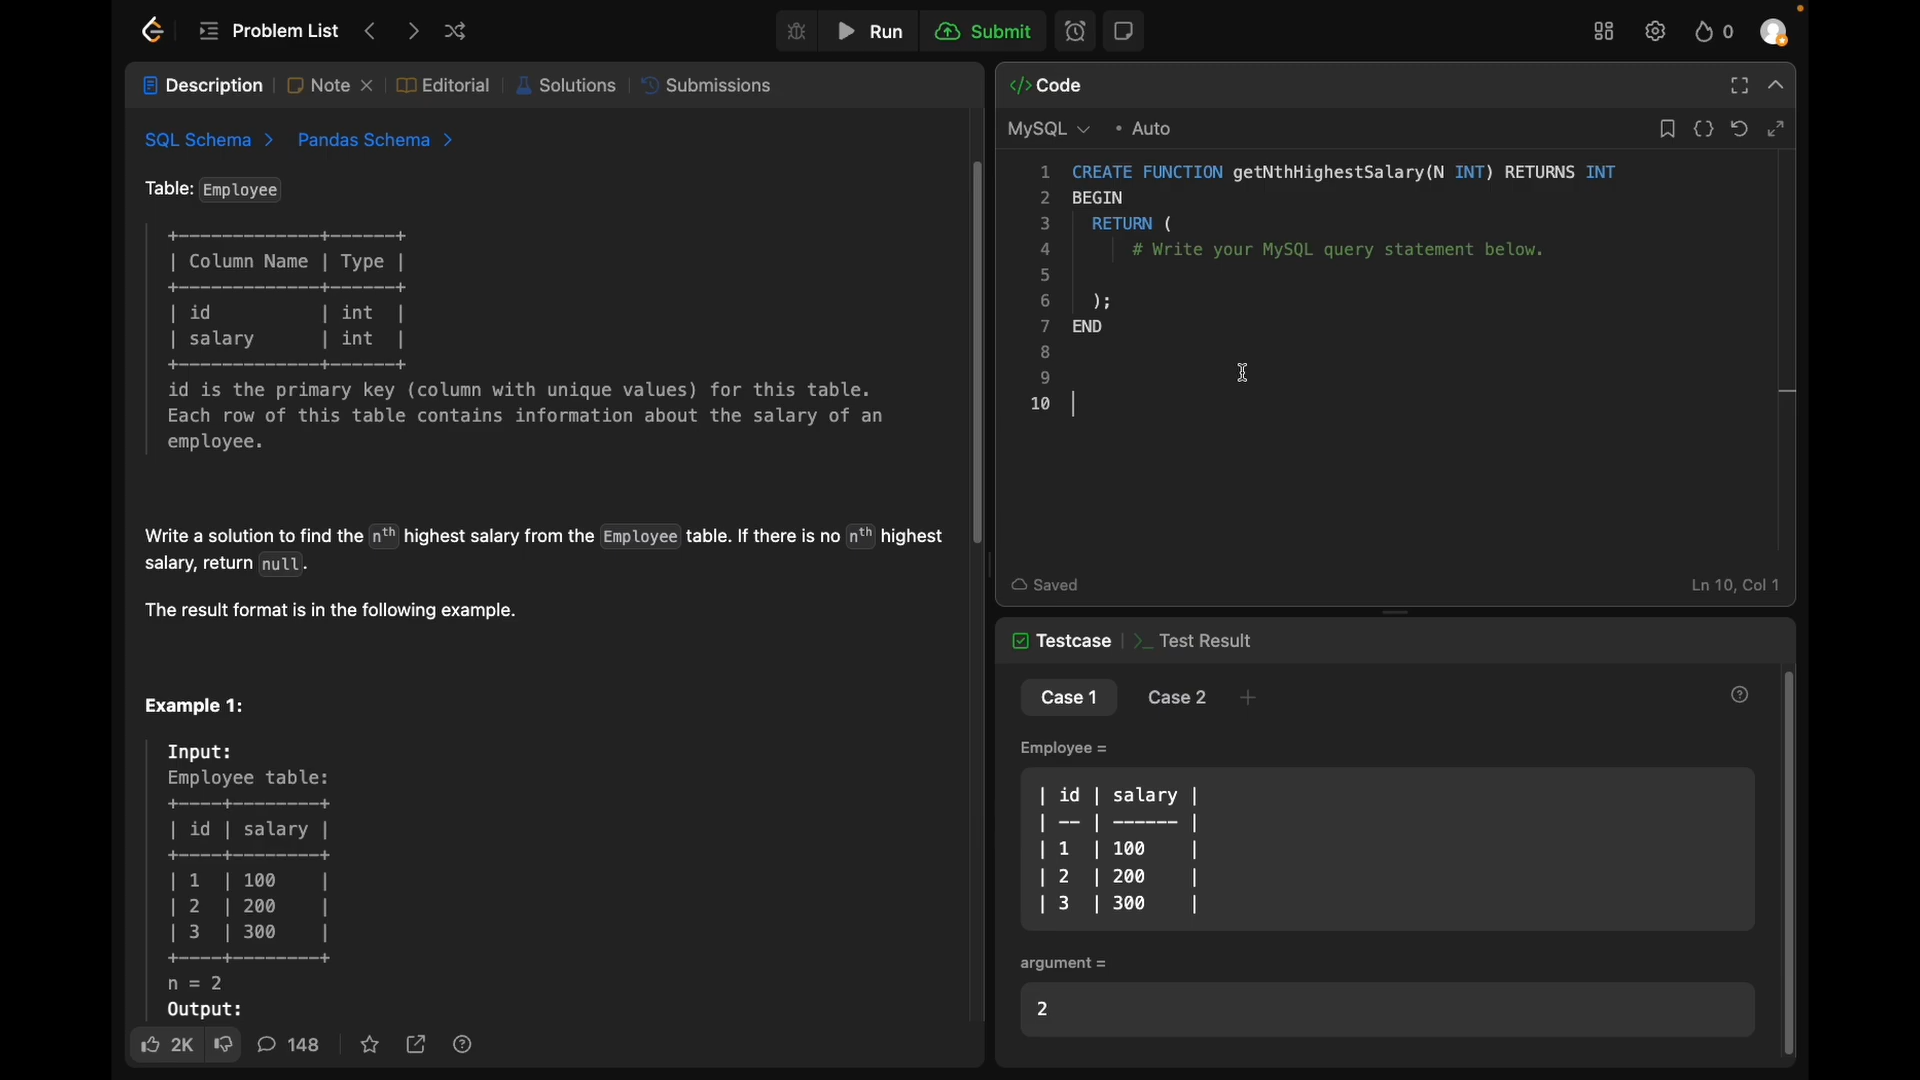 Problem List
Run
Submit
0
Description
Note
Editorial
Solutions
Submissions
SQL Schema >
Pandas Schema >
Table: Employee
+-------------+------+
| Column Name | Type |
+-------------+------+
| id          | int  |
| salary      | int  |
+-------------+------+
id is the primary key (column with unique values) for this table.
Each row of this table contains information about the salary of an
employee.
Write a solution to find the nth highest salary from the Employee table. If there is no nth highest
salary, return null.
The result format is in the following example.
Example 1:
Input:
Employee table:
+----+--------+
| id | salary |
+----+--------+
| 1  | 100    |
| 2  | 200    |
| 3  | 300    |
+----+--------+
n = 2
Output:
2K
148
</> Code
MySQL
• Auto
1 CREATE FUNCTION getNthHighestSalary(N INT) RETURNS INT
2 BEGIN
3 RETURN (
4 # Write your MySQL query statement below.
5
6 );
7 END
8
9
10
Saved
Ln 10, Col 1
Testcase
>_ Test Result
Case 1
Case 2
+
Employee =
| id | salary |
| -- | ------ |
| 1  | 100    |
| 2  | 200    |
| 3  | 300    |
argument =
2